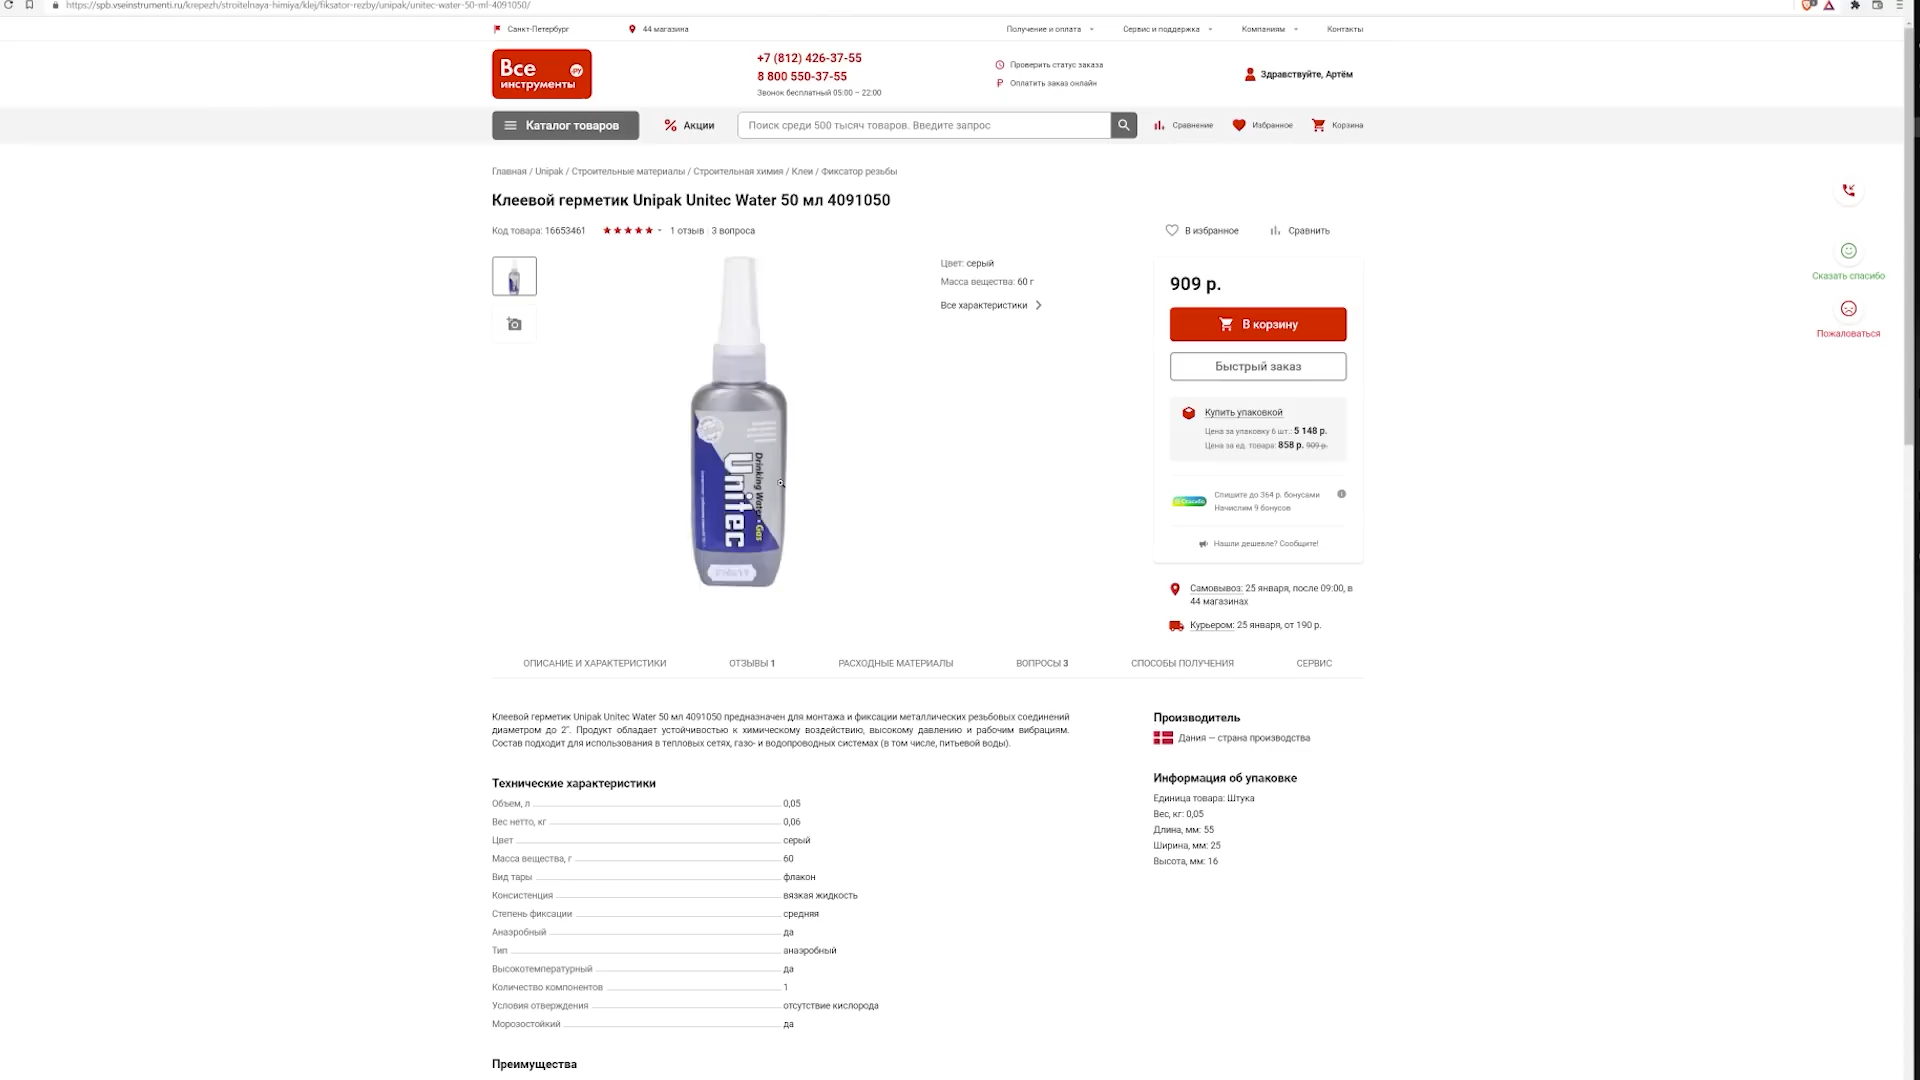 https://spb.vseinstrumenti.ru/krepezh/stroitelnaya-himiya/klej/fiksator-rezby/unipak/unitec-water-50-ml-4091050/
Санкт-Петербург
44 магазина
Получение и оплата
Сервис и поддержка
Компаниям
Контакты
Все
инструменты
.ру
+7 (812) 426-37-55
8 800 550-37-55
Звонок бесплатный 05:00 – 22:00
Проверить статус заказа
Оплатить заказ онлайн
Здравствуйте, Артём
Каталог товаров
Акции
Поиск среди 500 тысяч товаров. Введите запрос
Сравнение
Избранное
Корзина
Главная / Unipak / Строительные материалы / Строительная химия / Клеи / Фиксатор резьбы
Клеевой герметик Unipak Unitec Water 50 мл 4091050
Код товара: 16653461
1 отзыв
3 вопроса
В избранное
Сравнить
Сказать спасибо
Пожаловаться
Цвет: серый
Масса вещества: 60 г
Все характеристики
Drinking Water - Gas
Unitec
909 р.
В корзину
Быстрый заказ
Купить упаковкой
Цена за упаковку 6 шт.: 5 148 р.
Цена за ед. товара: 858 р. 909 р.
Спасибо
Спишите до 364 р. бонусами
Начислим 9 бонусов
Нашли дешевле? Сообщите!
Самовывоз: 25 января, после 09:00, в
44 магазинах
Курьером: 25 января, от 190 р.
ОПИСАНИЕ И ХАРАКТЕРИСТИКИ
ОТЗЫВЫ 1
РАСХОДНЫЕ МАТЕРИАЛЫ
ВОПРОСЫ 3
СПОСОБЫ ПОЛУЧЕНИЯ
СЕРВИС
Клеевой герметик Unipak Unitec Water 50 мл 4091050 предназначен для монтажа и фиксации металлических резьбовых соединений
диаметром до 2". Продукт обладает устойчивостью к химическому воздействию, высокому давлению и рабочим вибрациям.
Состав подходит для использования в тепловых сетях, газо- и водопроводных системах (в том числе, питьевой воды).
Технические характеристики
Объем, л 0,05
Вес нетто, кг 0,06
Цвет серый
Масса вещества, г 60
Вид тары флакон
Консистенция вязкая жидкость
Степень фиксации средняя
Анаэробный да
Тип анаэробный
Высокотемпературный да
Количество компонентов 1
Условия отверждения отсутствие кислорода
Морозостойкий да
Преимущества
Производитель
Дания — страна производства
Информация об упаковке
Единица товара: Штука
Вес, кг: 0,05
Длина, мм: 55
Ширина, мм: 25
Высота, мм: 16